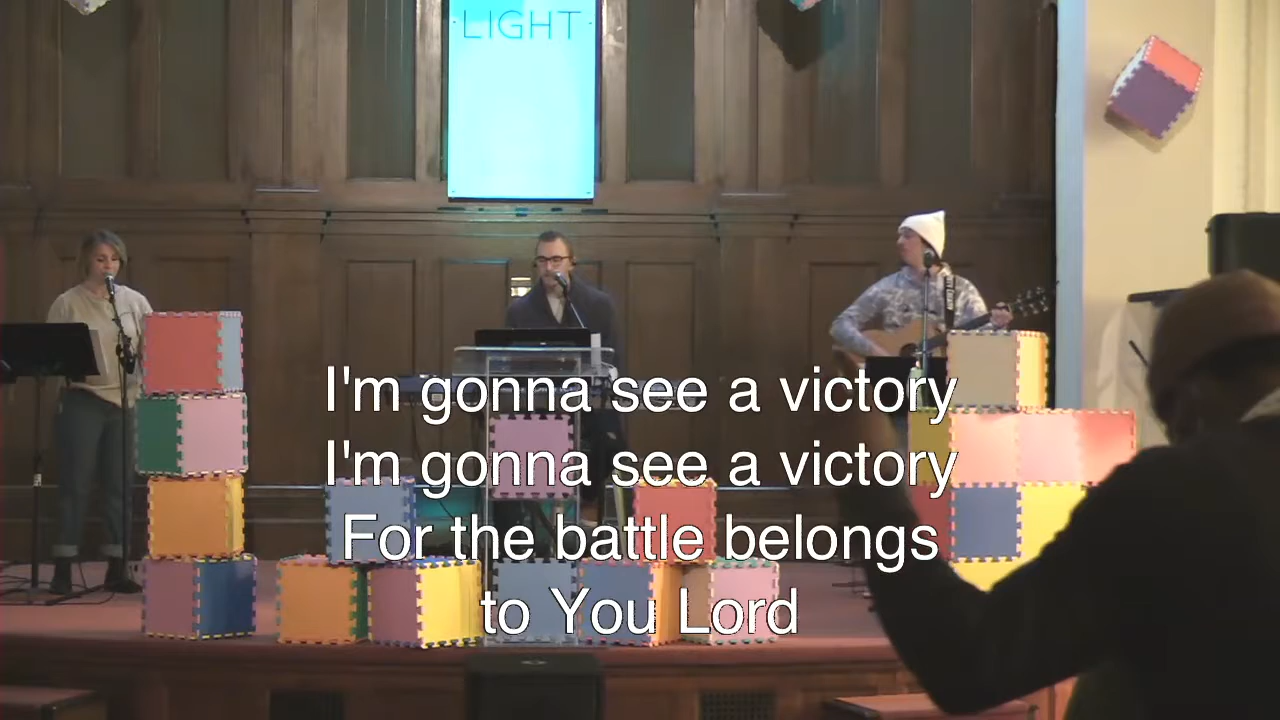 LIGHT
I'm gonna see a victory
I'm gonna see a victory
For the battle belongs
to You Lord